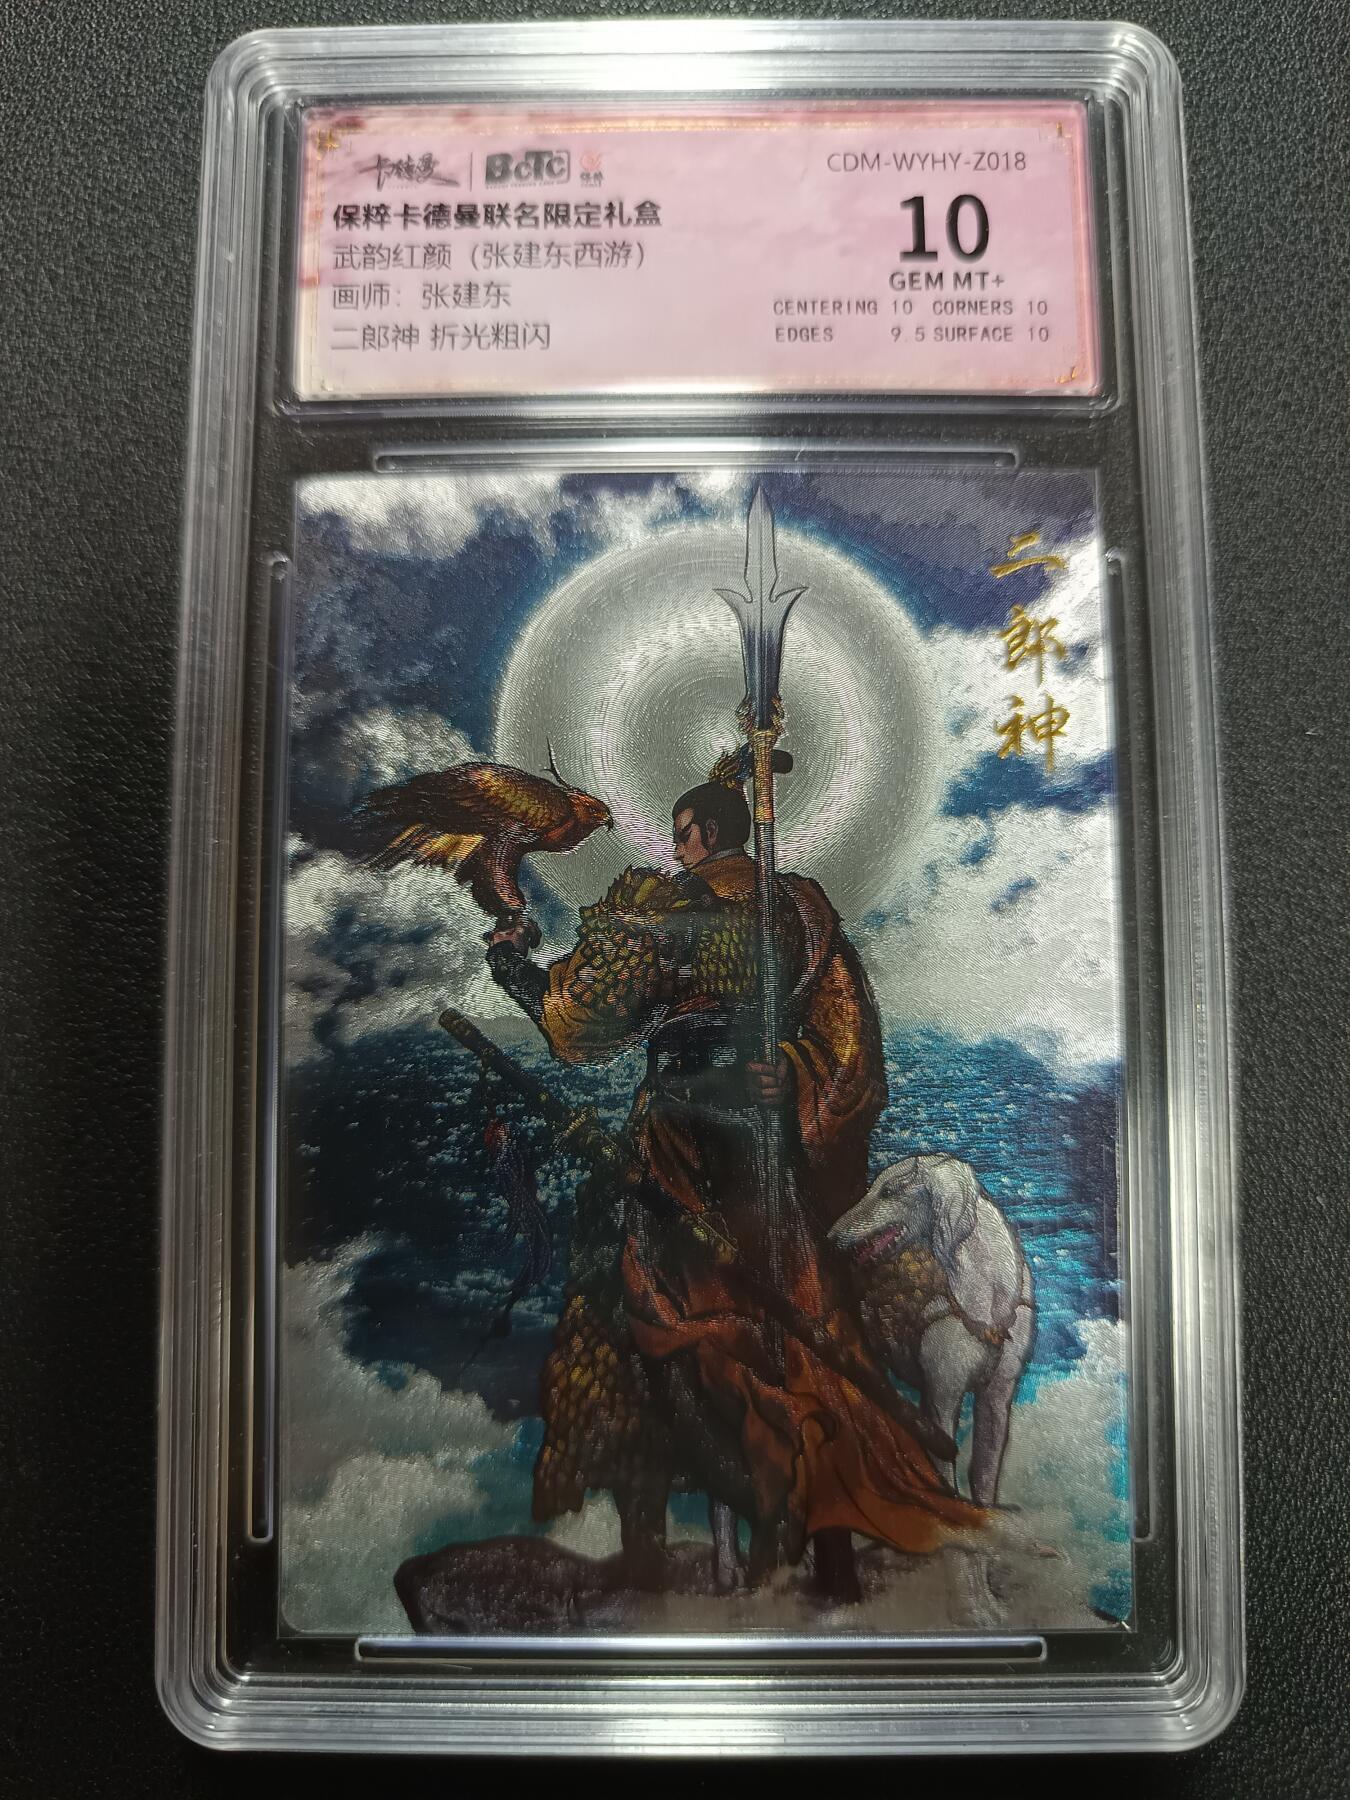 卡德曼 BCTC 保粹
CDM-WYHY-Z018
保粹卡德曼联名限定礼盒
武韵红颜（张建东西游）
画师：张建东
二郎神 折光粗闪
10
GEM MT+
CENTERING 10 CORNERS 10
EDGES 9.5 SURFACE 10
二郎神